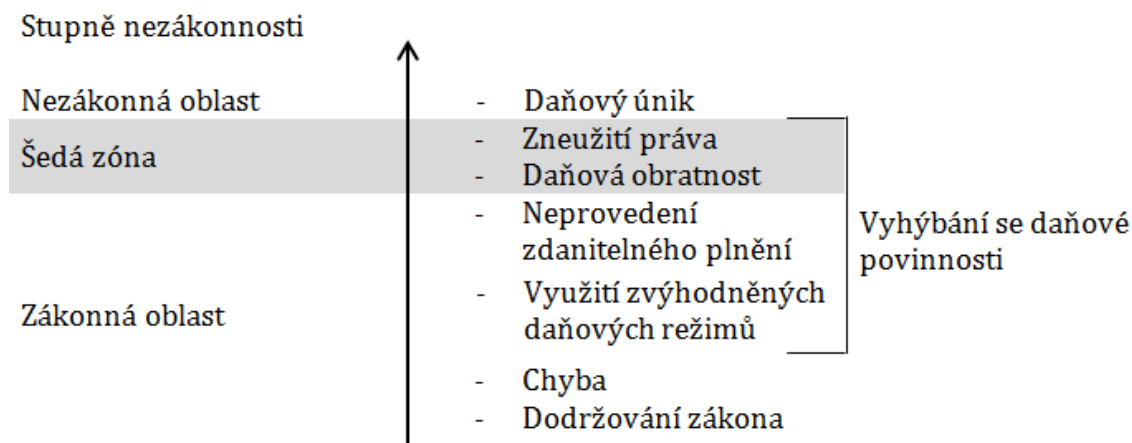 Stupně nezákonnosti
Nezákonná oblast
- Daňový únik
Šedá zóna
- Zneužití práva
- Daňová obratnost
Zákonná oblast
- Neprovedení
zdanitelného plnění
- Využití zvýhodněných
daňových režimů
- Chyba
- Dodržování zákona
Vyhýbání se daňové
povinnosti